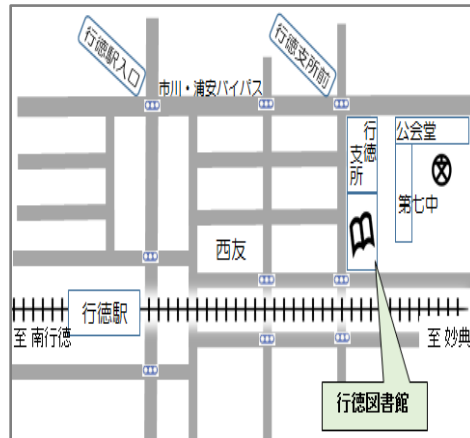 行徳駅入口
行徳支所前
市川・浦安バイパス
行徳
支所
公会堂
第七中
文
西友
行徳駅
至 南行徳
至 妙典
行徳図書館